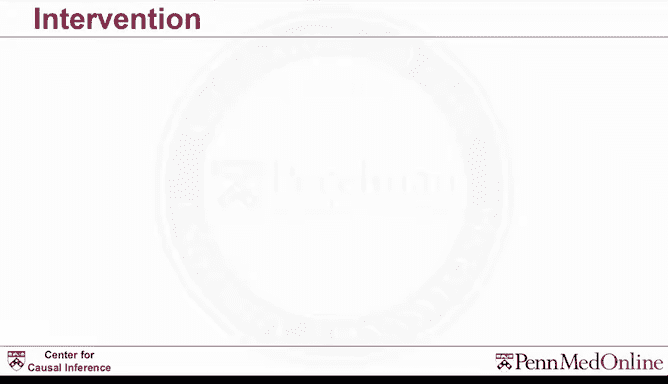 Intervention
Center for
Causal Inference
PennMedOnline